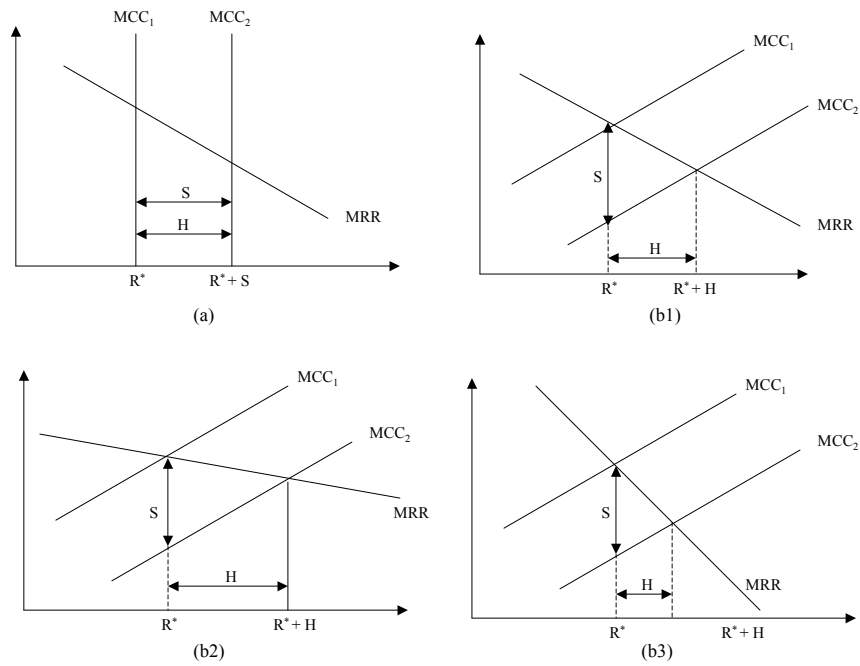 MCC₁
MCC₂
S
H
MRR
R*
R* + S
(a)
MCC₁
MCC₂
S
H
MRR
R*
R* + H
(b1)
MCC₁
MCC₂
S
H
MRR
R*
R* + H
(b2)
MCC₁
MCC₂
S
H
MRR
R*
R* + H
(b3)